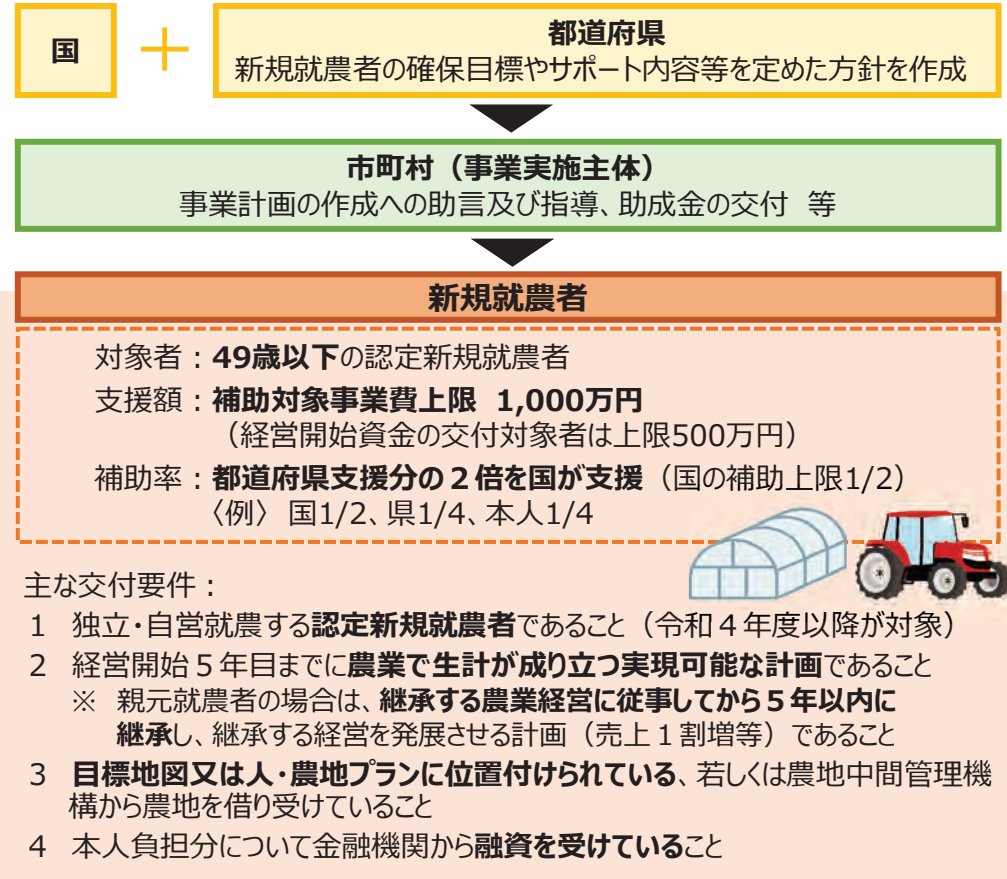 国
＋
都道府県
新規就農者の確保目標やサポート内容等を定めた方針を作成
市町村（事業実施主体）
事業計画の作成への助言及び指導、助成金の交付 等
新規就農者
対象者：49歳以下の認定新規就農者
支援額：補助対象事業費上限 1,000万円
（経営開始資金の交付対象者は上限500万円）
補助率：都道府県支援分の２倍を国が支援（国の補助上限1/2）
〈例〉 国1/2、県1/4、本人1/4
主な交付要件：
1 独立・自営就農する認定新規就農者であること（令和４年度以降が対象）
2 経営開始５年目までに農業で生計が成り立つ実現可能な計画であること
※ 親元就農者の場合は、継承する農業経営に従事してから５年以内に
継承し、継承する経営を発展させる計画（売上１割増等）であること
3 目標地図又は人・農地プランに位置付けられている、若しくは農地中間管理機
構から農地を借り受けていること
4 本人負担分について金融機関から融資を受けていること